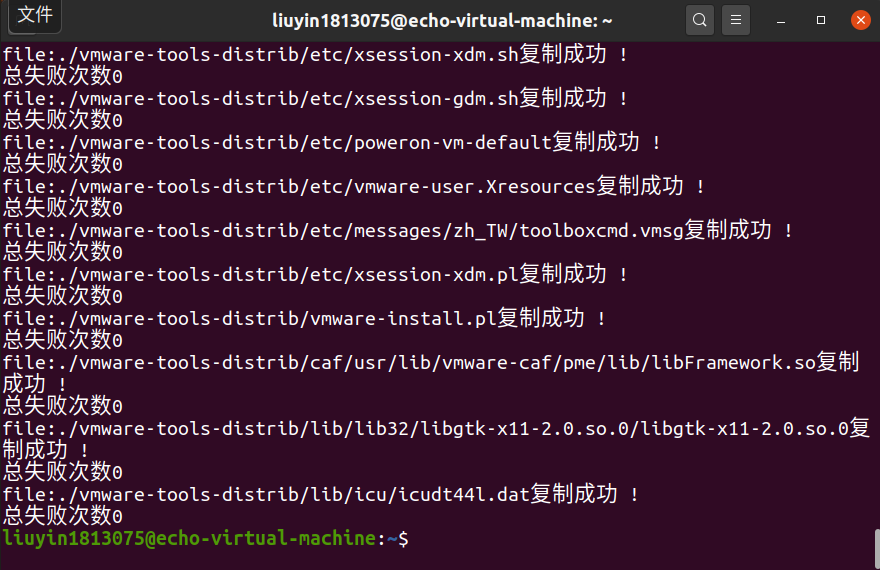 文件
liuyin1813075@echo-virtual-machine: ~
file:./vmware-tools-distrib/etc/xsession-xdm.sh复制成功 !
总失败次数0
file:./vmware-tools-distrib/etc/xsession-gdm.sh复制成功 !
总失败次数0
file:./vmware-tools-distrib/etc/poweron-vm-default复制成功 !
总失败次数0
file:./vmware-tools-distrib/etc/vmware-user.Xresources复制成功 !
总失败次数0
file:./vmware-tools-distrib/etc/messages/zh_TW/toolboxcmd.vmsg复制成功 !
总失败次数0
file:./vmware-tools-distrib/etc/xsession-xdm.pl复制成功 !
总失败次数0
file:./vmware-tools-distrib/vmware-install.pl复制成功 !
总失败次数0
file:./vmware-tools-distrib/caf/usr/lib/vmware-caf/pme/lib/libFramework.so复制
成功 !
总失败次数0
file:./vmware-tools-distrib/lib/lib32/libgtk-x11-2.0.so.0/libgtk-x11-2.0.so.0复
制成功 !
总失败次数0
file:./vmware-tools-distrib/lib/icu/icudt44l.dat复制成功 !
总失败次数0
liuyin1813075@echo-virtual-machine:~$